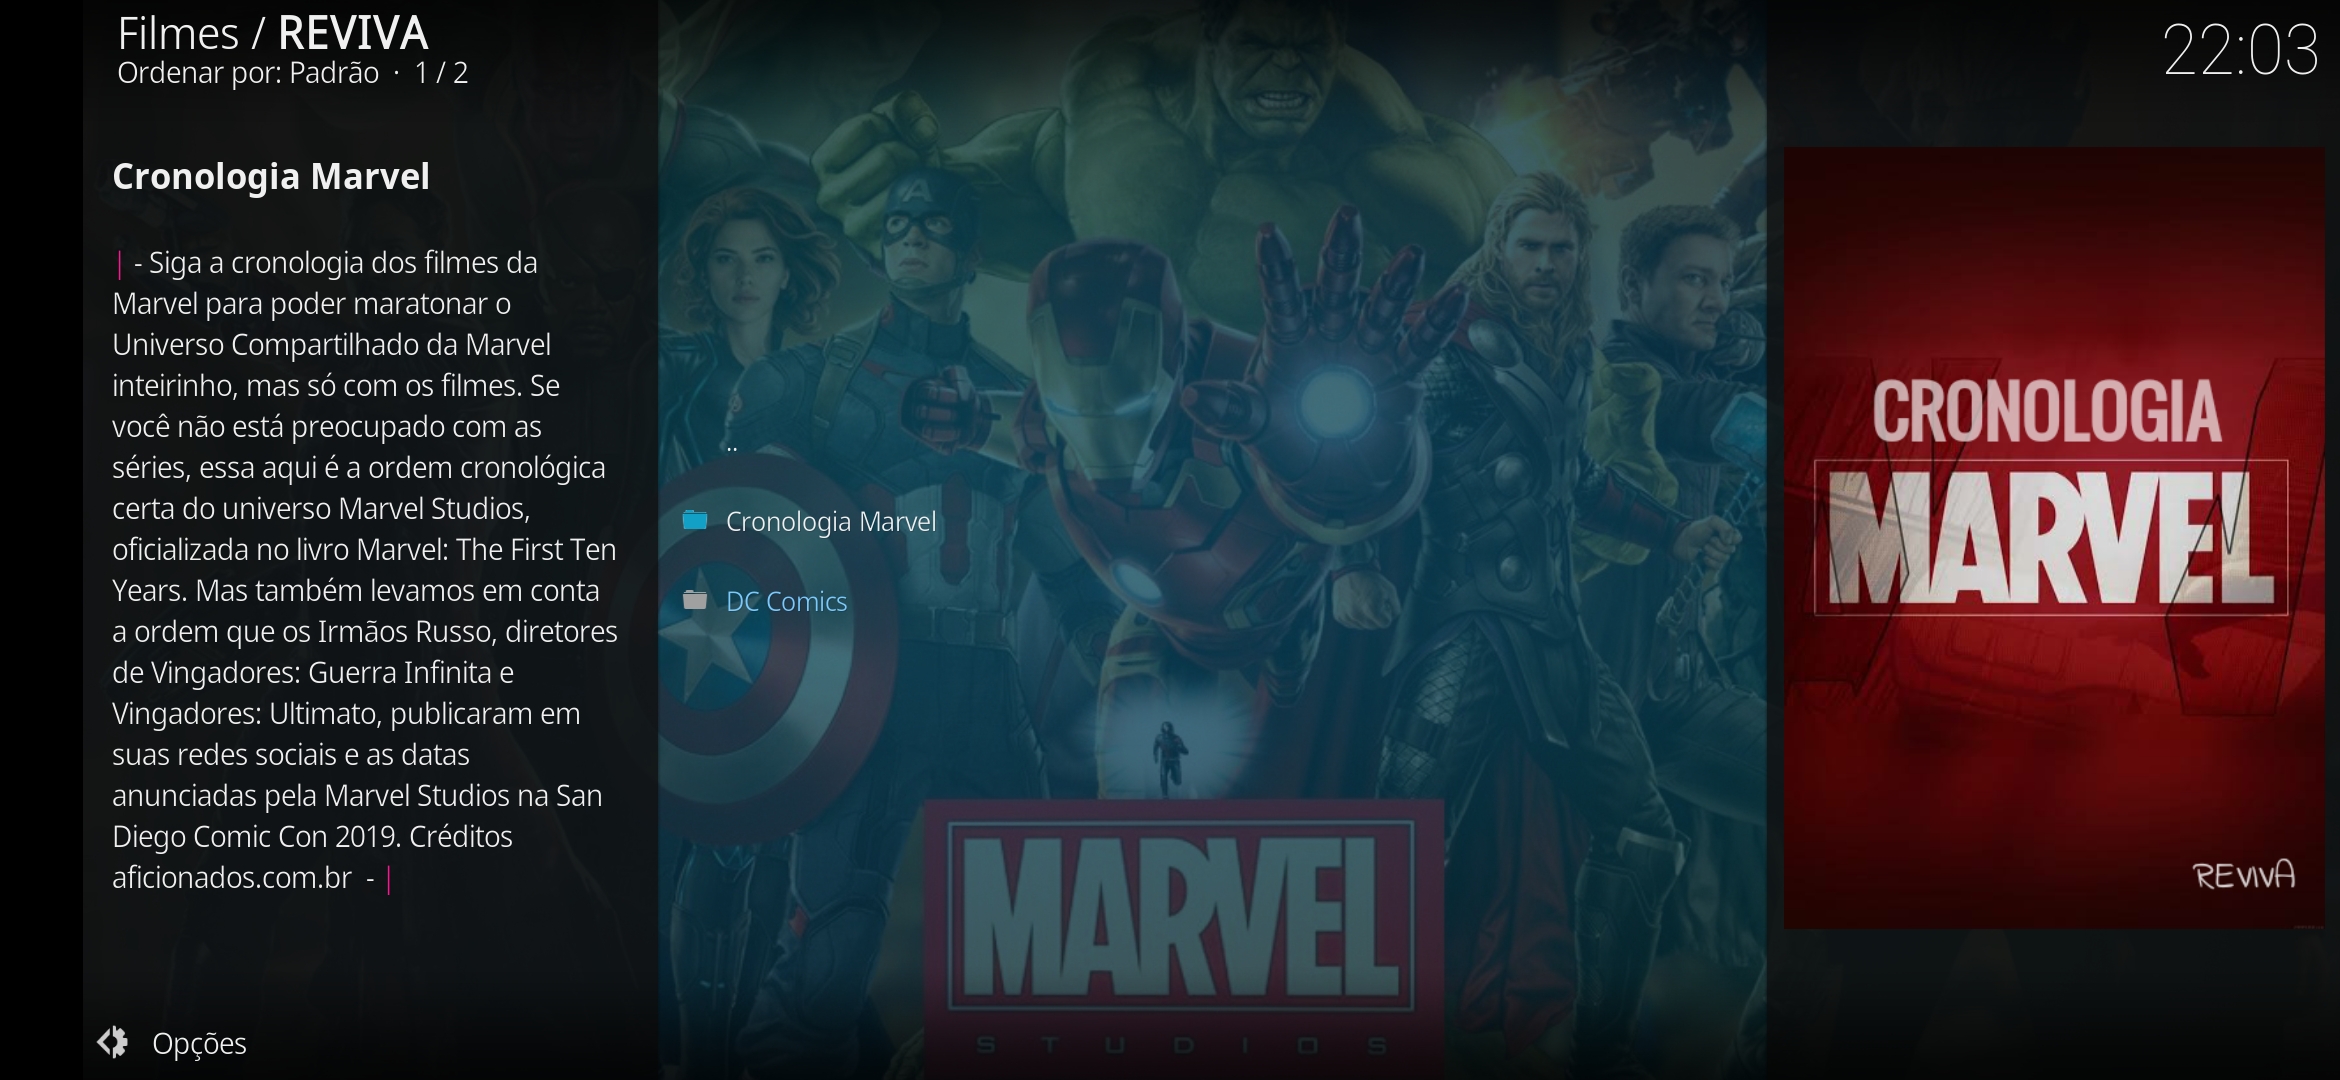 Filmes / REVIVA
Ordenar por: Padrão · 1 / 2
22:03
Cronologia Marvel
| - Siga a cronologia dos filmes da
Marvel para poder maratonar o
Universo Compartilhado da Marvel
inteirinho, mas só com os filmes. Se
você não está preocupado com as
séries, essa aqui é a ordem cronológica
certa do universo Marvel Studios,
oficializada no livro Marvel: The First Ten
Years. Mas também levamos em conta
a ordem que os Irmãos Russo, diretores
de Vingadores: Guerra Infinita e
Vingadores: Ultimato, publicaram em
suas redes sociais e as datas
anunciadas pela Marvel Studios na San
Diego Comic Con 2019. Créditos
aficionados.com.br - |
..
Cronologia Marvel
DC Comics
MARVEL
STUDIOS
CRONOLOGIA
MARVEL
REVIVA
Opções